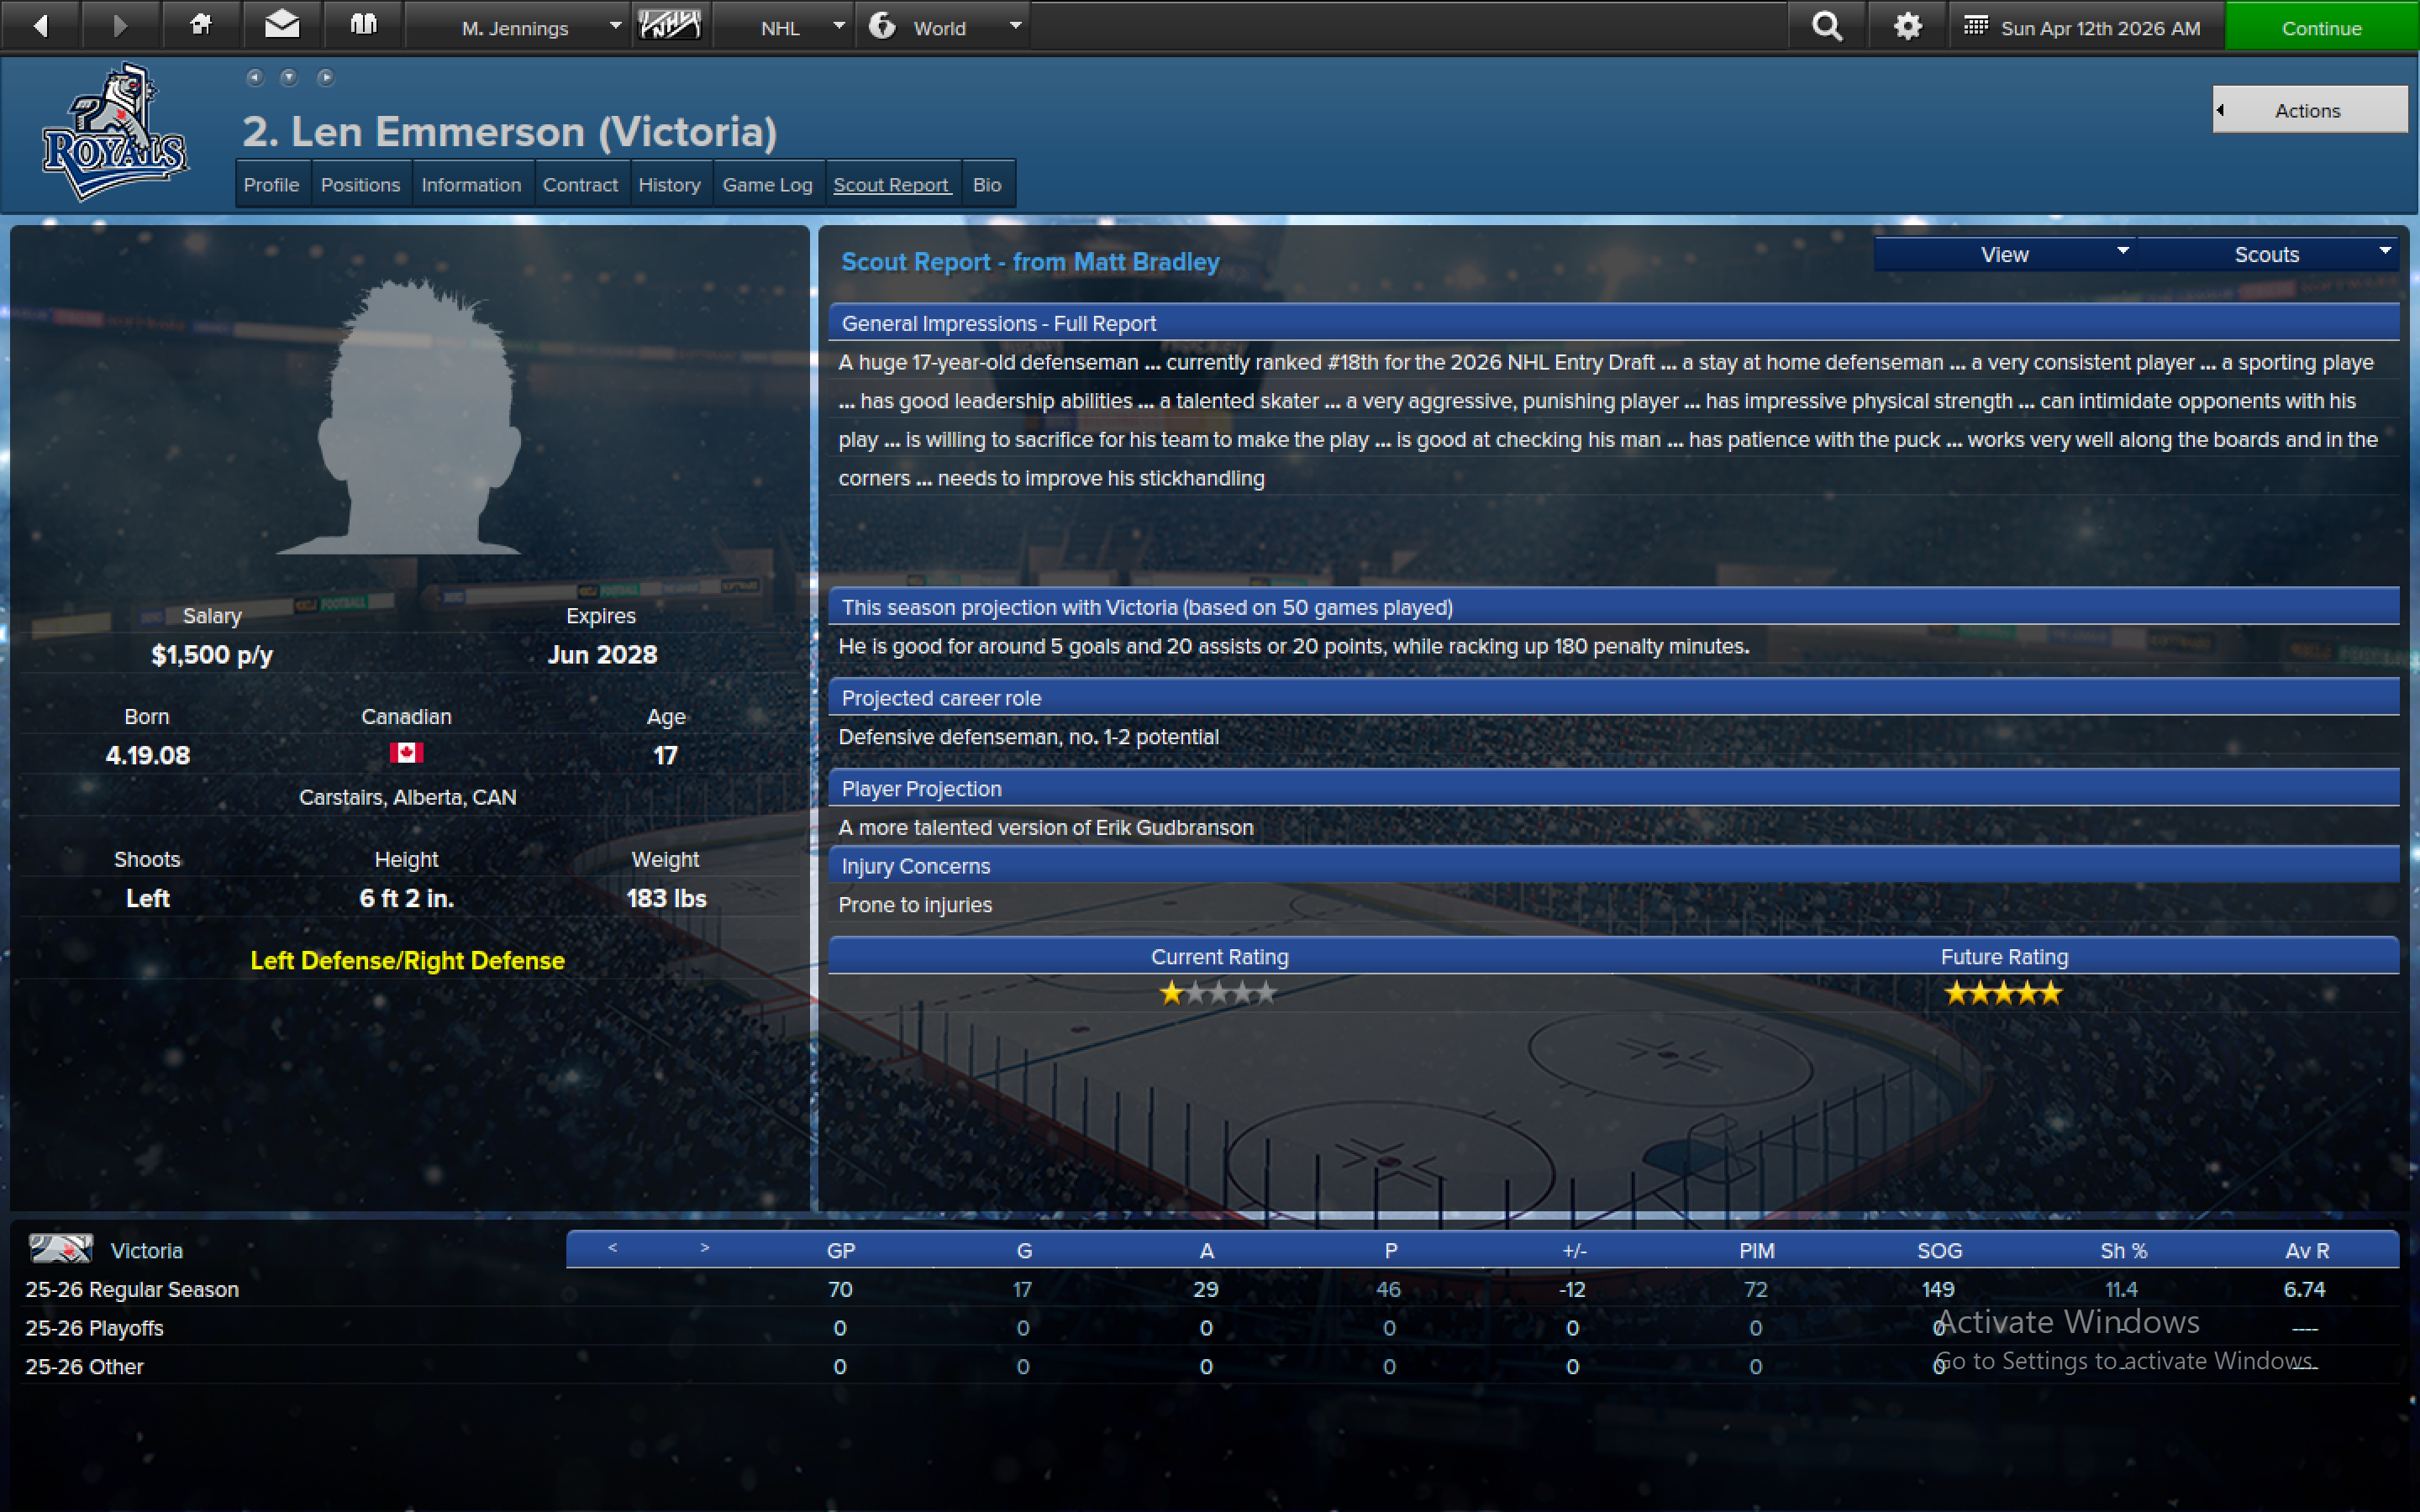 M. Jennings NHL World Sun Apr 12th 2026 AM Continue
ROYALS
2. Len Emmerson (Victoria)
Actions
Profile Positions Information Contract History Game Log Scout Report Bio
Scout Report - from Matt Bradley
View Scouts
General Impressions - Full Report
A huge 17-year-old defenseman ... currently ranked #18th for the 2026 NHL Entry Draft ... a stay at home defenseman ... a very consistent player ... a sporting playe
... has good leadership abilities ... a talented skater ... a very aggressive, punishing player ... has impressive physical strength ... can intimidate opponents with his
play ... is willing to sacrifice for his team to make the play ... is good at checking his man ... has patience with the puck ... works very well along the boards and in the
corners ... needs to improve his stickhandling
This season projection with Victoria (based on 50 games played)
He is good for around 5 goals and 20 assists or 20 points, while racking up 180 penalty minutes.
Projected career role
Defensive defenseman, no. 1-2 potential
Player Projection
A more talented version of Erik Gudbranson
Injury Concerns
Prone to injuries
Current Rating Future Rating
Salary Expires
$1,500 p/y Jun 2028
Born Canadian Age
4.19.08 17
Carstairs, Alberta, CAN
Shoots Height Weight
Left 6 ft 2 in. 183 lbs
Left Defense/Right Defense
Victoria < > GP G A P +/- PIM SOG Sh % Av R
25-26 Regular Season 70 17 29 46 -12 72 149 11.4 6.74
25-26 Playoffs 0 0 0 0 0 0 0 - ----
25-26 Other 0 0 0 0 0 0 0 - ----
Activate Windows
Go to Settings to activate Windows.